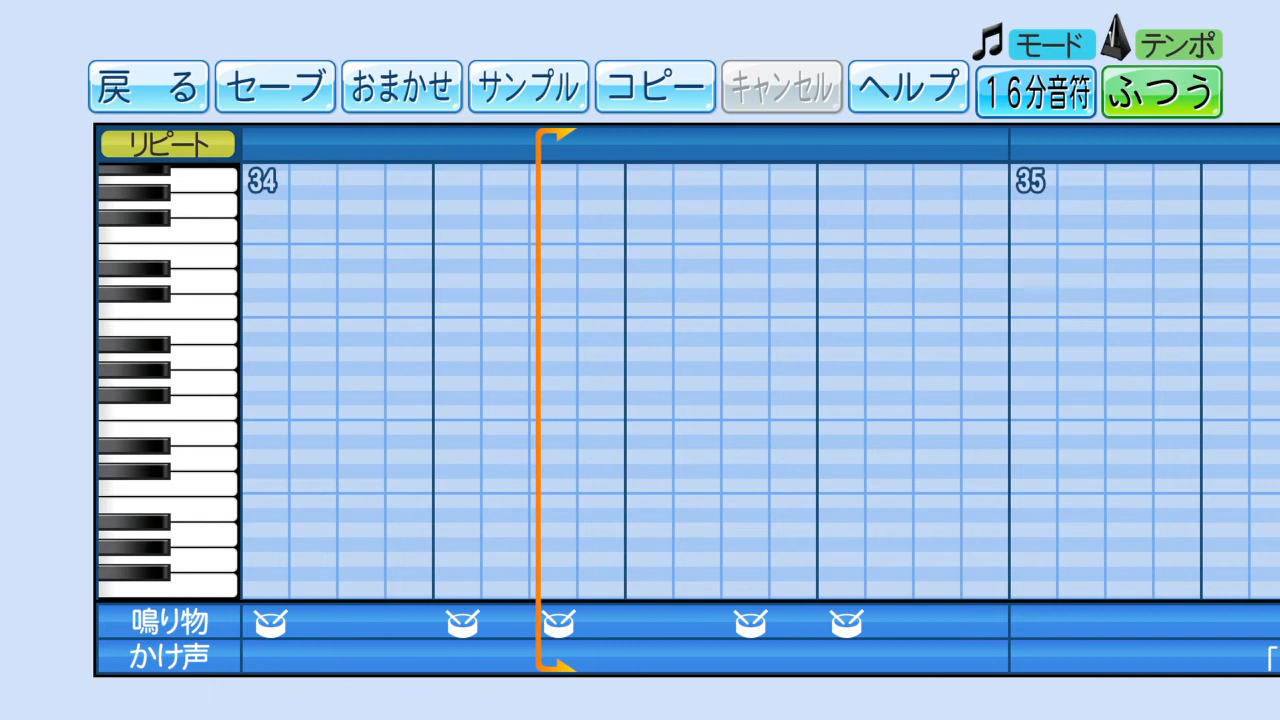 モード テンポ
戻る セーブ おまかせ サンプル コピー キャンセル ヘルプ 16分音符 ふつう
リピート
34 35
鳴り物
かけ声 「